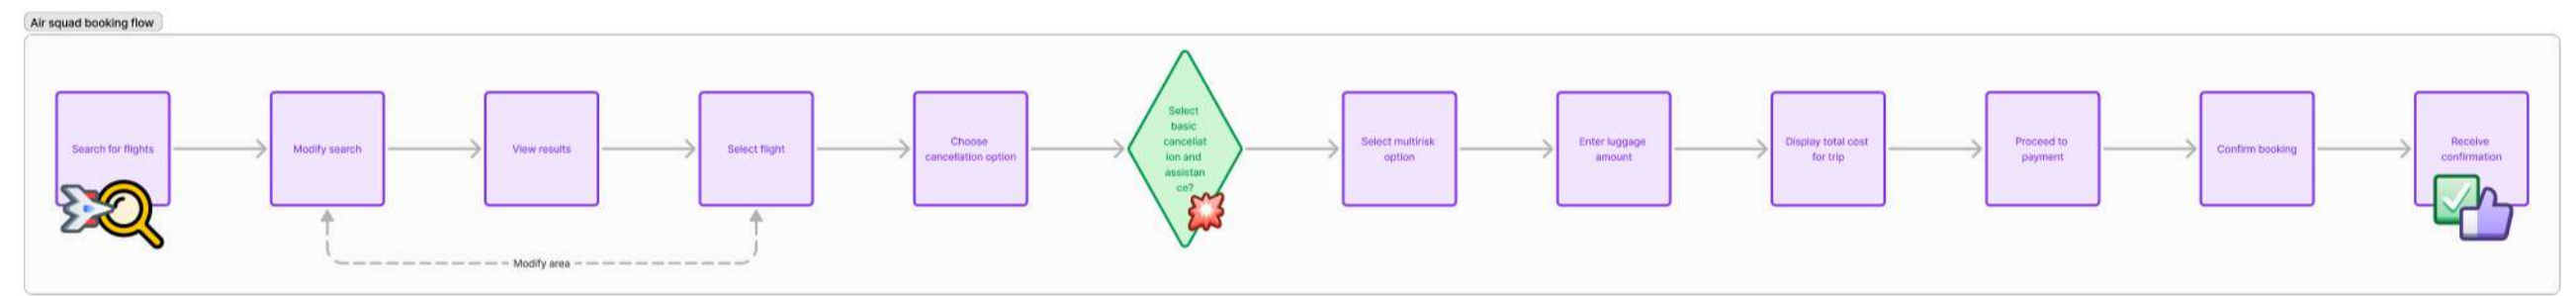 Air squad booking flow
Search for flights
Modify search
View results
Select flight
Choose
cancellation option
Select
basic
cancellat
ion and
assistan
ce?
Select multirisk
option
Enter luggage
amount
Display total cost
for trip
Proceed to
payment
Confirm booking
Receive
confirmation
Modify area